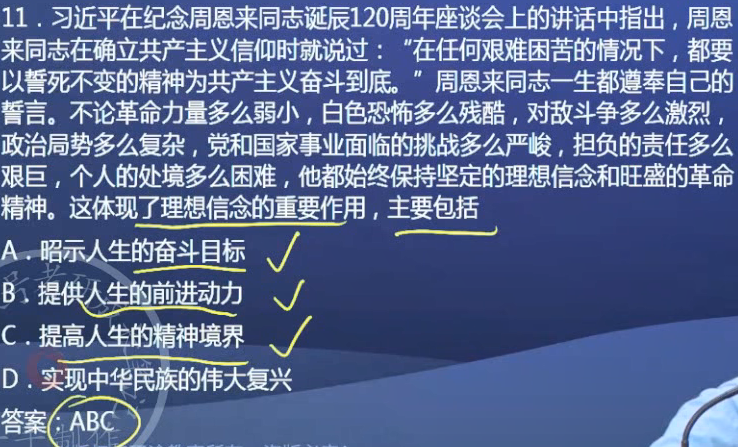 11．习近平在纪念周恩来同志诞辰120周年座谈会上的讲话中指出，周恩
来同志在确立共产主义信仰时就说过：“在任何艰难困苦的情况下，都要
以誓死不变的精神为共产主义奋斗到底。”周恩来同志一生都遵奉自己的
誓言。不论革命力量多么弱小，白色恐怖多么残酷，对敌斗争多么激烈，
政治局势多么复杂，党和国家事业面临的挑战多么严峻，担负的责任多么
艰巨，个人的处境多么困难，他都始终保持坚定的理想信念和旺盛的革命
精神。这体现了理想信念的重要作用，主要包括
A．昭示人生的奋斗目标
B．提供人生的前进动力
C．提高人生的精神境界
D．实现中华民族的伟大复兴
答案：ABC